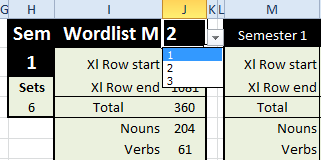 G H I J K L M
Sem Wordlist M 2 Semester 1
1 1 Xl Row start Xl Row start
2
Sets 3 Xl Row end 1081 Xl Row end
6 Total 360 Total
Nouns 204 Nouns
Verbs 61 Verbs